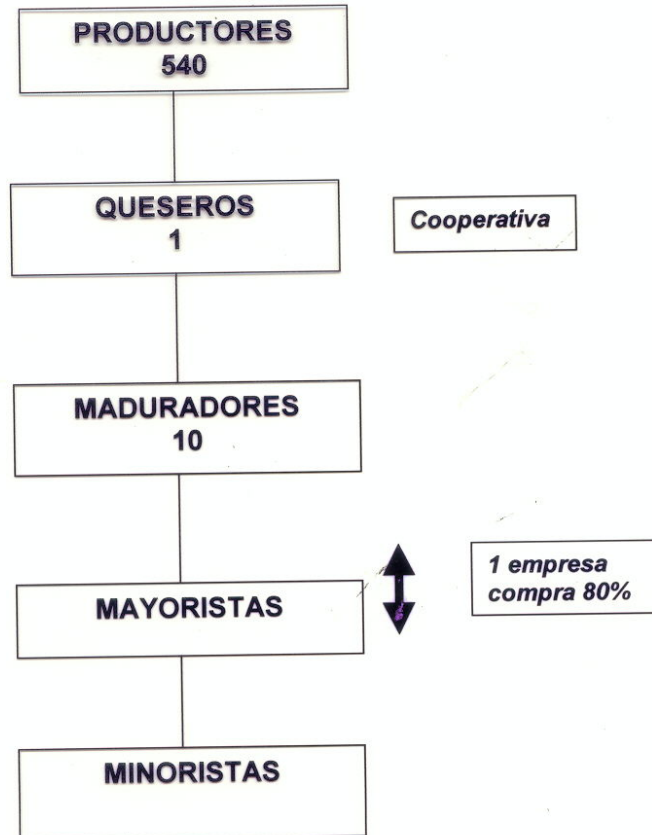 PRODUCTORES
540
QUESEROS
1
Cooperativa
MADURADORES
10
1 empresa
compra 80%
MAYORISTAS
MINORISTAS